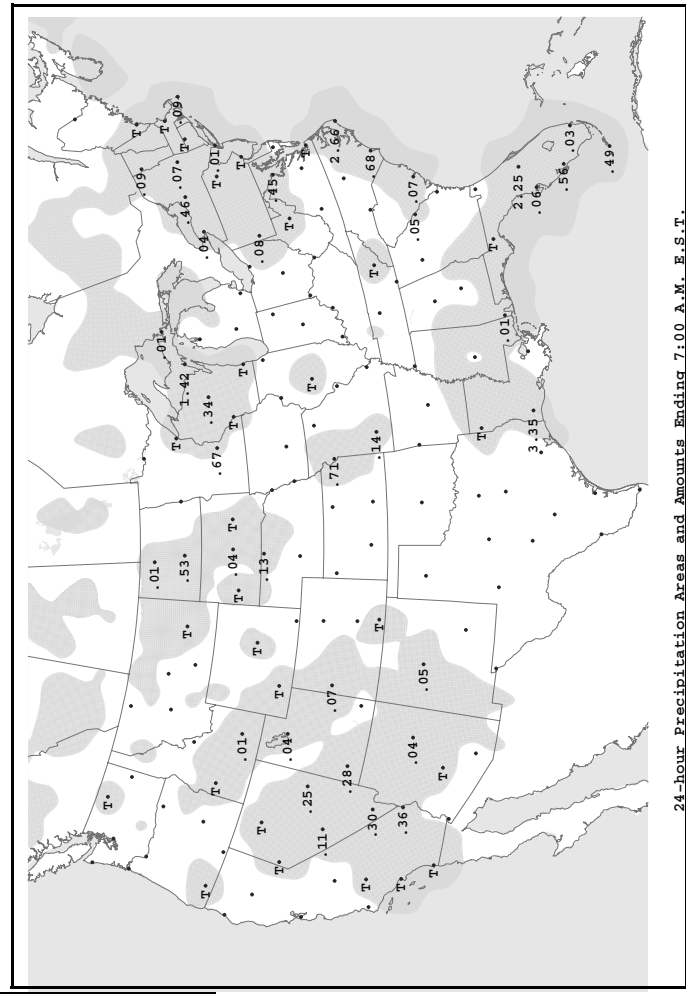 T
T
.09
.01
.01
T
T
.07
.09
1.42
.53
T
.46
T
.04
T
.34
T
.01
T
.67
T
.04
T
T
T
.01
T
T
.08
T
.13
.45
T
T
.04
T
T
.25
T
.11
.07
.71
2.66
.28
T
.68
.30
T
.14
T
T
.36
.04
.07
.05
.05
T
T
T
T
.01
2.25
3.35
.06
.56
.03
.49
24-hour Precipitation Areas and Amounts Ending 7:00 A.M. E.S.T.